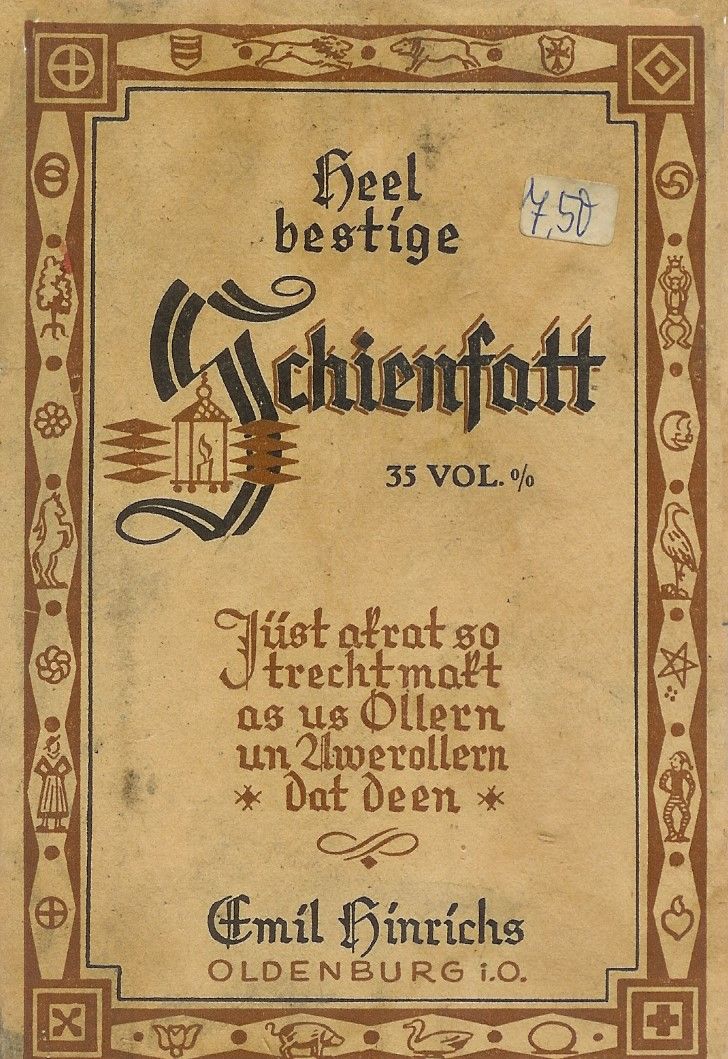 Heel
bestige
7,50
Schienfatt
35 VOL. %
Jüst akrat so
trecht makt
as us Ollern
un Uwerollern
Dat Deen
Emil Hinrichs
OLDENBURG i.O.